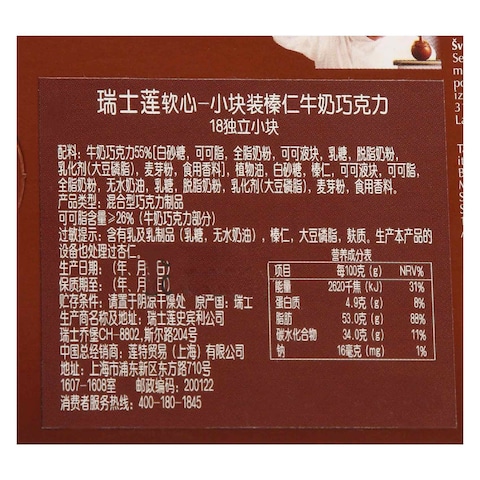 瑞士莲软心-小块装榛仁牛奶巧克力
18独立小块
配料：牛奶巧克力55%[白砂糖，可可脂，全脂奶粉，可可液块，乳糖，脱脂奶粉，
乳化剂(大豆磷脂)，麦芽粉，食用香料]，植物油，白砂糖，榛仁，可可液块，可可脂，
全脂奶粉，无水奶油，乳糖，脱脂奶粉，乳化剂(大豆磷脂)，麦芽粉，食用香料。
产品类型：混合型巧克力制品
可可脂含量≥26%（牛奶巧克力部分）
过敏提示：含有乳及乳制品（乳糖，无水奶油），榛仁，大豆磷脂，麸质。生产本产品的
设备也处理过杏仁。
生产日期：（年、月、日）
保质期至：（年、月、日）
贮存条件：请置于阴凉干燥处 原产国：瑞士
生产商名称及地址：瑞士莲史宾利公司
瑞士乔堡CH-8802，斯尔路204号
中国总经销商：莲特贸易（上海）有限公司
地址：上海市浦东新区东方路710号
1607-1608室 邮政编码：200122
消费者服务热线：400-180-1845
营养成分表
项目 每100克（g） NRV%
能量 2620千焦（kJ） 31%
蛋白质 4.9克（g） 8%
脂肪 53.0克（g） 88%
碳水化合物 34.0克（g） 11%
钠 16毫克（mg） 1%